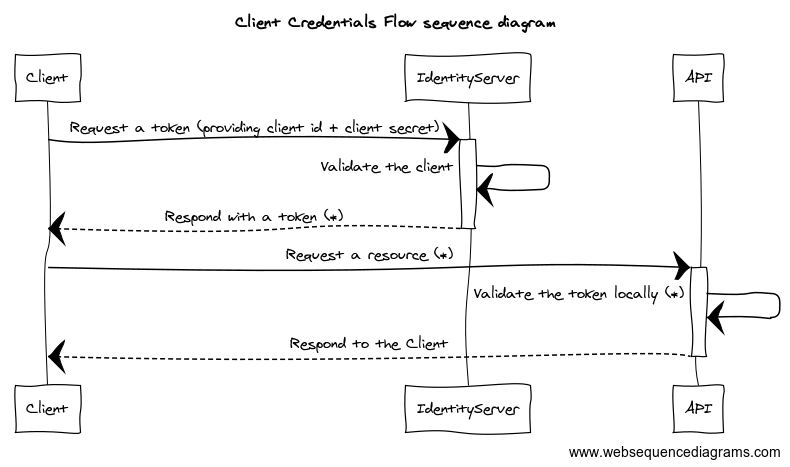 Client Credentials Flow sequence diagram
Client
IdentityServer
API
Request a token (providing client id + client secret)
Validate the client
Respond with a token (*)
Request a resource (*)
Validate the token locally (*)
Respond to the Client
Client
IdentityServer
API
www.websequencediagrams.com